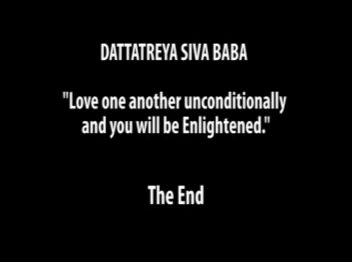 DATTATREYA SIVA BABA
"Love one another unconditionally
and you will be Enlightened."
The End